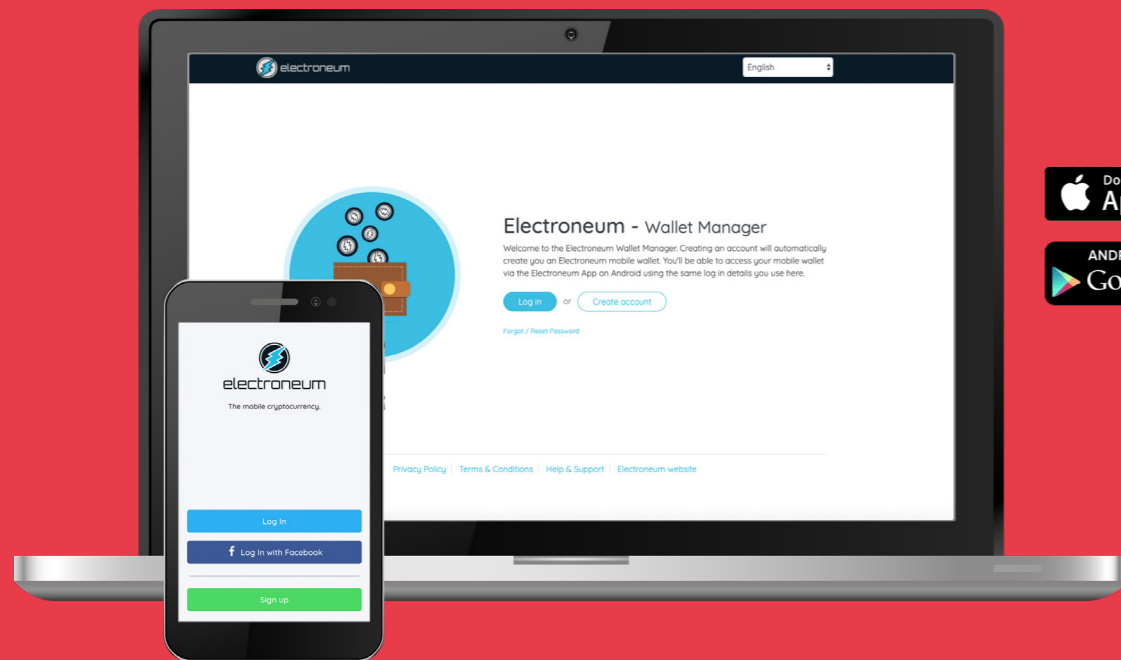 electroneum
English
Electroneum - Wallet Manager
Welcome to the Electroneum Wallet Manager. Creating an account will automatically
create you an Electroneum mobile wallet. You'll be able to access your mobile wallet
via the Electroneum App on Android using the same log in details you use here.
Log in or Create account
Forgot / Reset Password
Privacy Policy Terms & Conditions Help & Support Electroneum website
electroneum
The mobile cryptocurrency.
Log In
f Log In with Facebook
Sign up